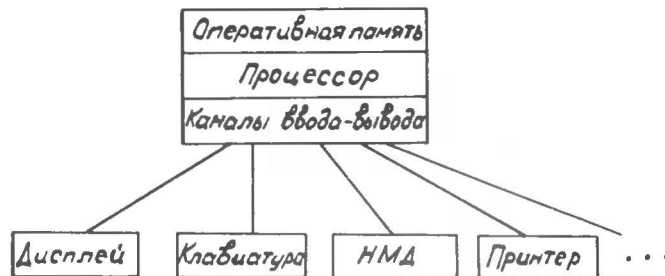 Оперативная память
Процессор
Каналы ввода-вывода
Дисплей
Клавиатура
НМД
Принтер
...